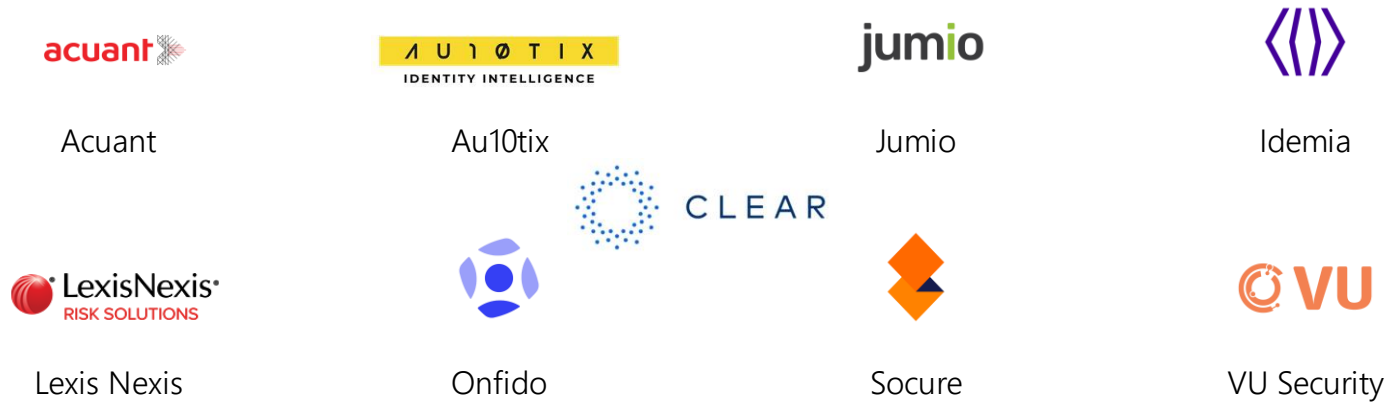 acuant
AU10TIX
IDENTITY INTELLIGENCE
jumio
Acuant
Au10tix
Jumio
Idemia
CLEAR
LexisNexis®
RISK SOLUTIONS
VU
Lexis Nexis
Onfido
Socure
VU Security